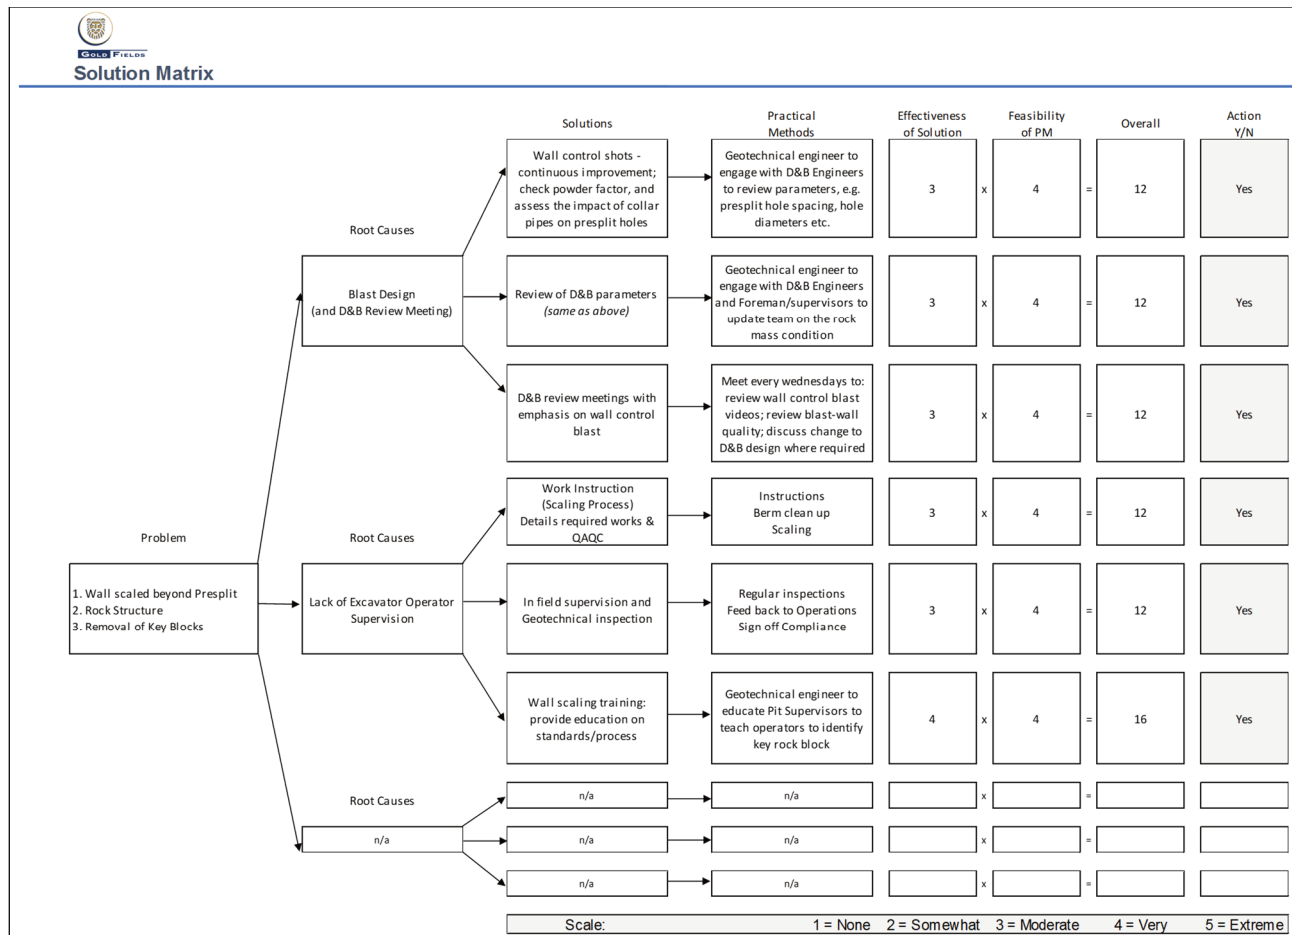 GOLD FIELDS
Solution Matrix
Solutions
Practical
Methods
Effectiveness
of Solution
Feasibility
of PM
Overall
Action
Y/N
Wall control shots -
continuous improvement;
check powder factor, and
assess the impact of collar
pipes on presplit holes
Geotechnical engineer to
engage with D&B Engineers
to review parameters, e.g.
presplit hole spacing, hole
diameters etc.
3
x
4
=
12
Yes
Root Causes
Blast Design
(and D&B Review Meeting)
Review of D&B parameters
(same as above)
Geotechnical engineer to
engage with D&B Engineers
and Foreman/supervisors to
update team on the rock
mass condition
3
x
4
=
12
Yes
D&B review meetings with
emphasis on wall control
blast
Meet every wednesdays to:
review wall control blast
videos; review blast-wall
quality; discuss change to
D&B design where required
3
x
4
=
12
Yes
Problem
1. Wall scaled beyond Presplit
2. Rock Structure
3. Removal of Key Blocks
Root Causes
Lack of Excavator Operator
Supervision
Work Instruction
(Scaling Process)
Details required works &
QAQC
Instructions
Berm clean up
Scaling
3
x
4
=
12
Yes
In field supervision and
Geotechnical inspection
Regular inspections
Feed back to Operations
Sign off Compliance
3
x
4
=
12
Yes
Wall scaling training:
provide education on
standards/process
Geotechnical engineer to
educate Pit Supervisors to
teach operators to identify
key rock block
4
x
4
=
16
Yes
Root Causes
n/a
n/a
n/a
x
=
n/a
n/a
x
=
n/a
n/a
x
=
Scale:
1 = None
2 = Somewhat
3 = Moderate
4 = Very
5 = Extreme